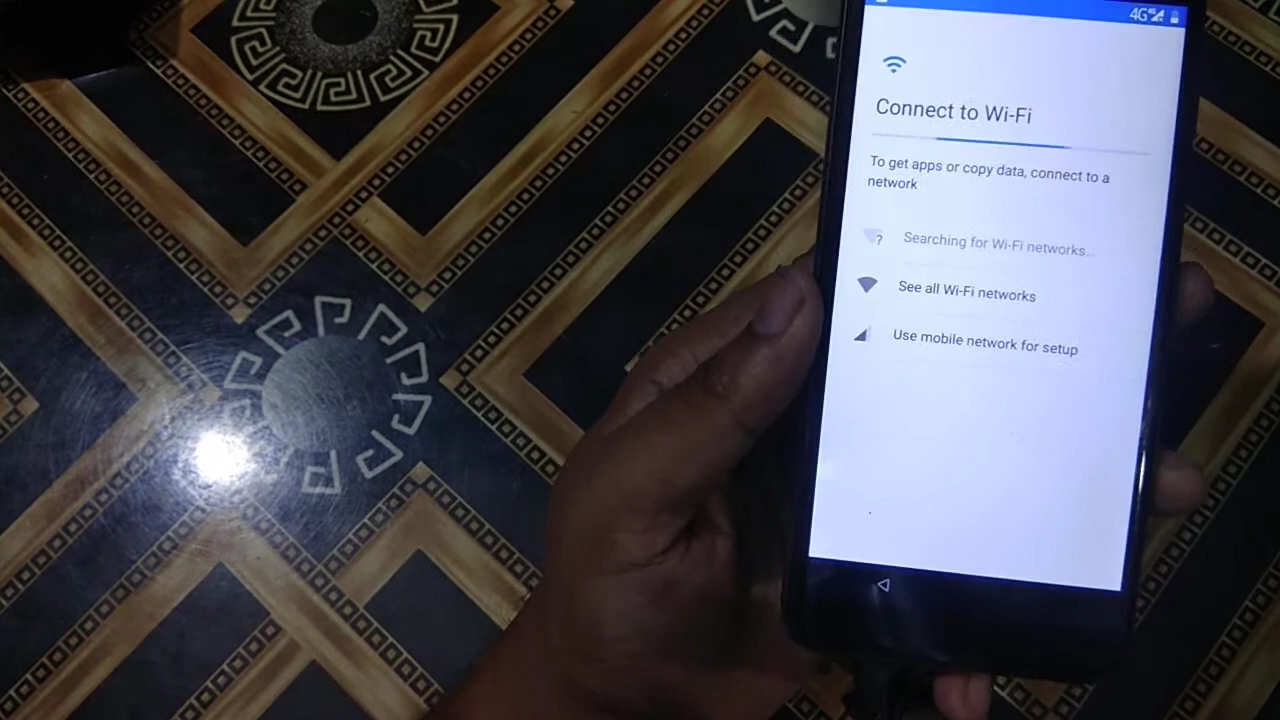 4G
Connect to Wi-Fi
To get apps or copy data, connect to a
network
Searching for Wi-Fi networks...
See all Wi-Fi networks
Use mobile network for setup